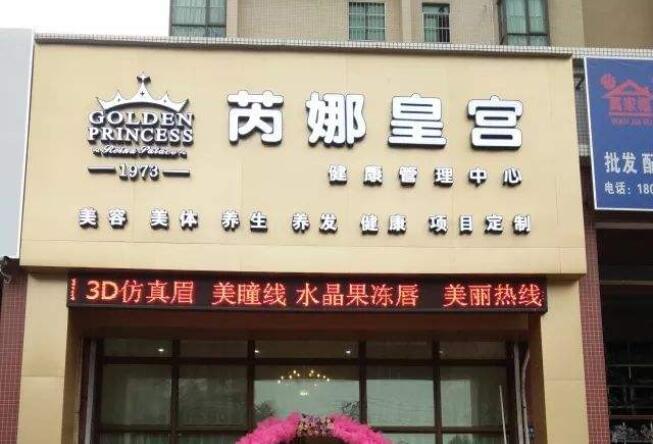 GOLDEN
PRINCESS
1973
芮娜皇宫
健康管理中心
美容 美体 养生 养发 健康 项目定制
3D仿真眉 美瞳线 水晶果冻唇 美丽热线
批发 配
电话：180